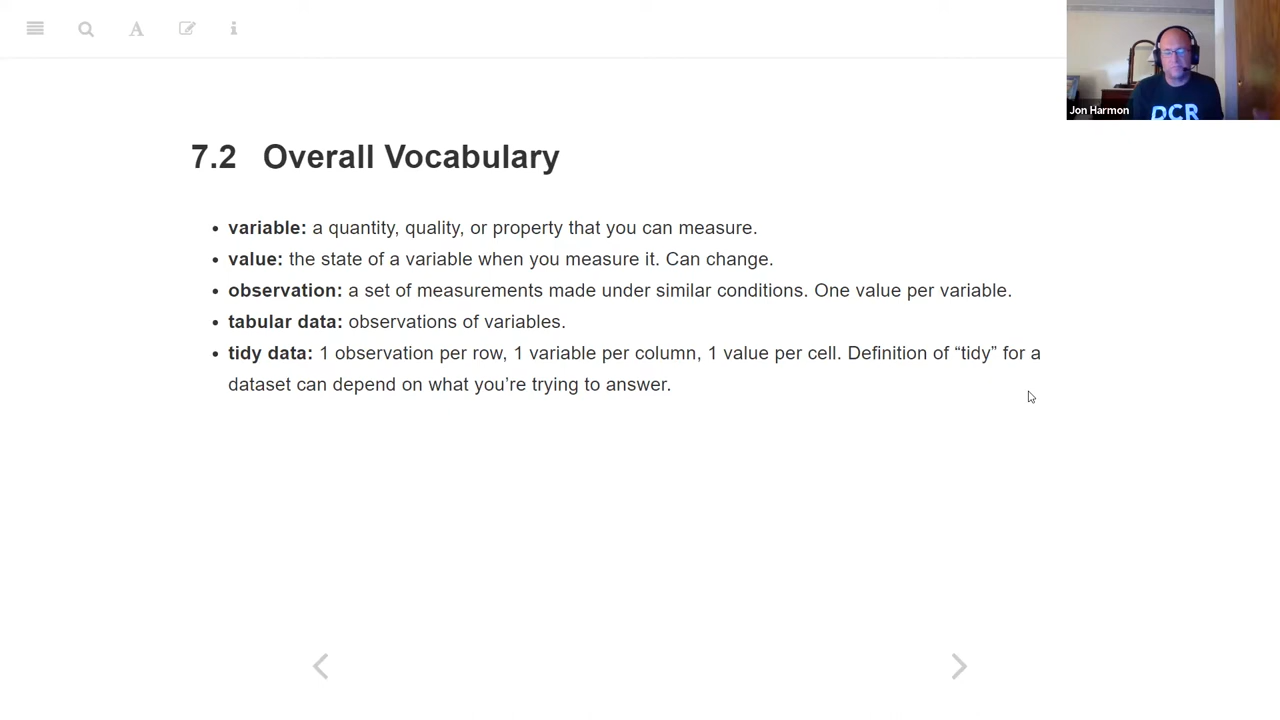 Jon Harmon
DCR
7.2 Overall Vocabulary
variable: a quantity, quality, or property that you can measure.
value: the state of a variable when you measure it. Can change.
observation: a set of measurements made under similar conditions. One value per variable.
tabular data: observations of variables.
tidy data: 1 observation per row, 1 variable per column, 1 value per cell. Definition of “tidy” for a
dataset can depend on what you’re trying to answer.